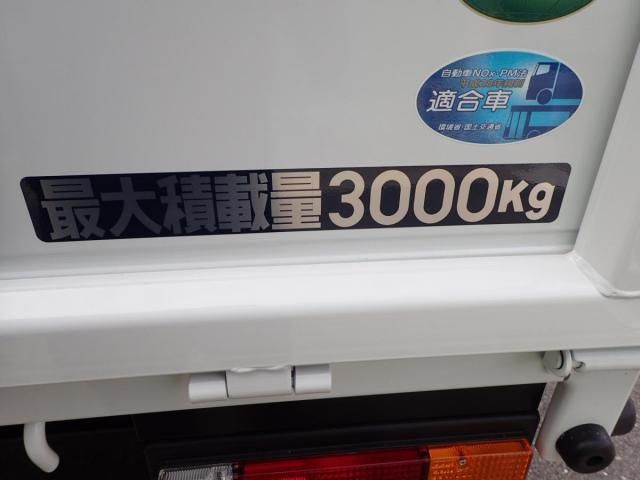 自動車NOx・PM法
適合車
環境省・国土交通省
最大積載量3000Kg